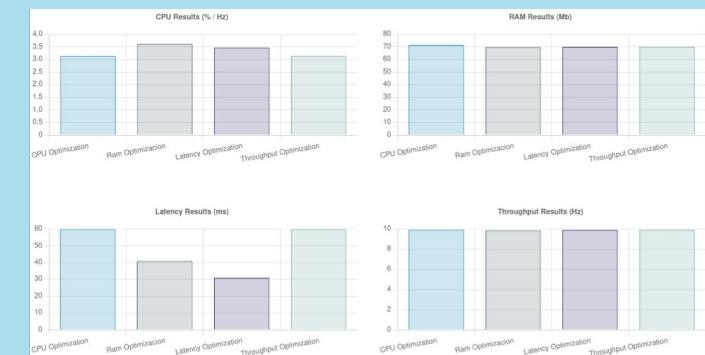 CPU Results (% / Hz)
4.0
3.5
3.0
2.5
2.0
1.5
1.0
0.5
0
CPU Optimization
Ram Optimizacion
Latency Optimization
Throughput Optimization
RAM Results (Mb)
80
70
60
50
40
30
20
10
0
CPU Optimization
Ram Optimizacion
Latency Optimization
Throughput Optimization
Latency Results (ms)
60
50
40
30
20
10
0
CPU Optimization
Ram Optimizacion
Latency Optimization
Throughput Optimization
Throughput Results (Hz)
10
8
6
4
2
0
CPU Optimization
Ram Optimizacion
Latency Optimization
Throughput Optimization